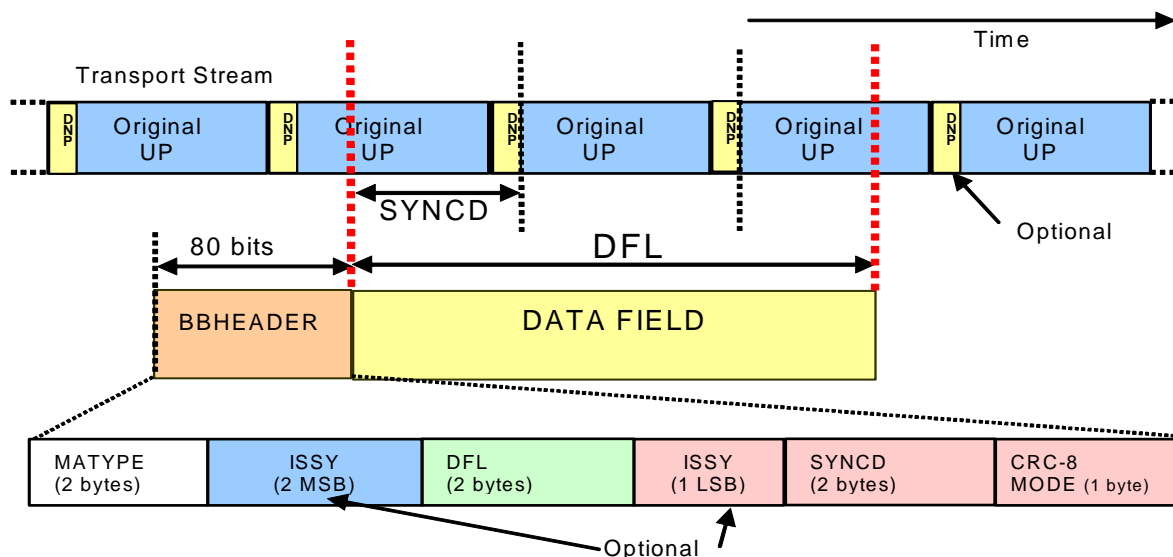 Time
Transport Stream
DNP
Original
UP
DNP
Original
UP
DNP
Original
UP
DNP
Original
UP
DNP
Original
UP
SYNCD
Optional
80 bits
DFL
BBHEADER
DATA FIELD
MATYPE
(2 bytes)
ISSY
(2 MSB)
DFL
(2 bytes)
ISSY
(1 LSB)
SYNCD
(2 bytes)
CRC-8
MODE (1 byte)
Optional